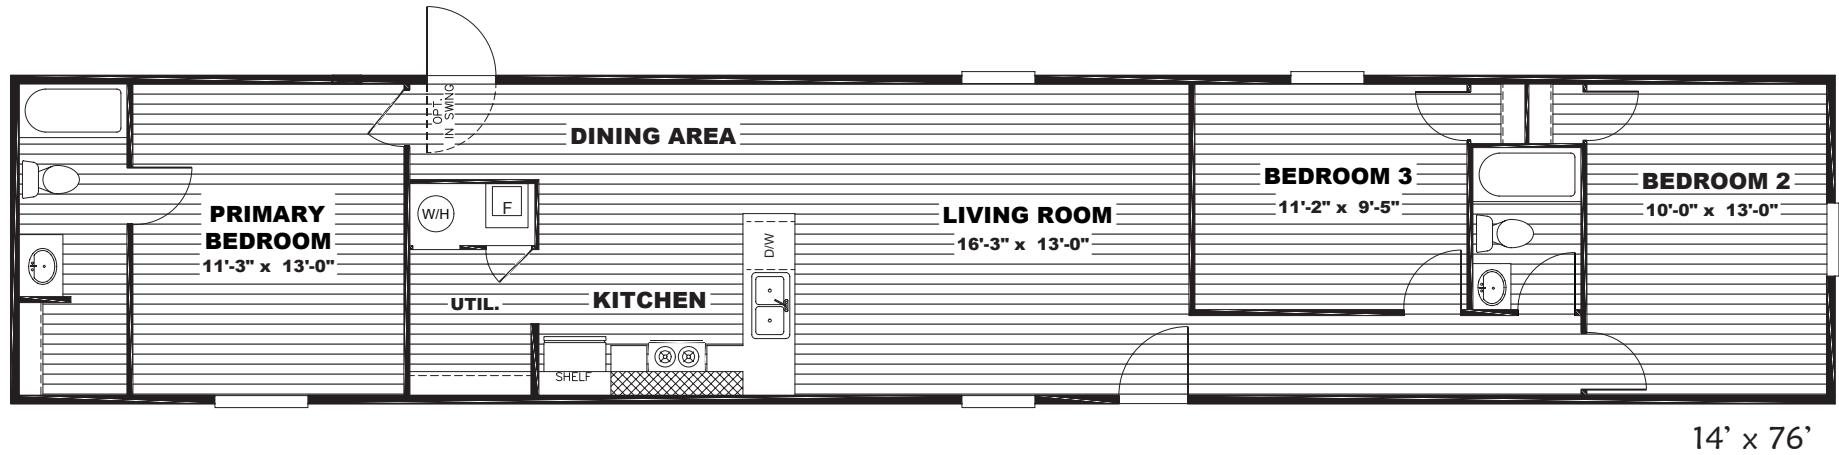 OPT.
IN SWING
DINING AREA
PRIMARY
BEDROOM
11'-3" x 13'-0"
W/H
F
UTIL.
KITCHEN
SHELF
D/W
LIVING ROOM
16'-3" x 13'-0"
BEDROOM 3
11'-2" x 9'-5"
BEDROOM 2
10'-0" x 13'-0"
14' x 76'